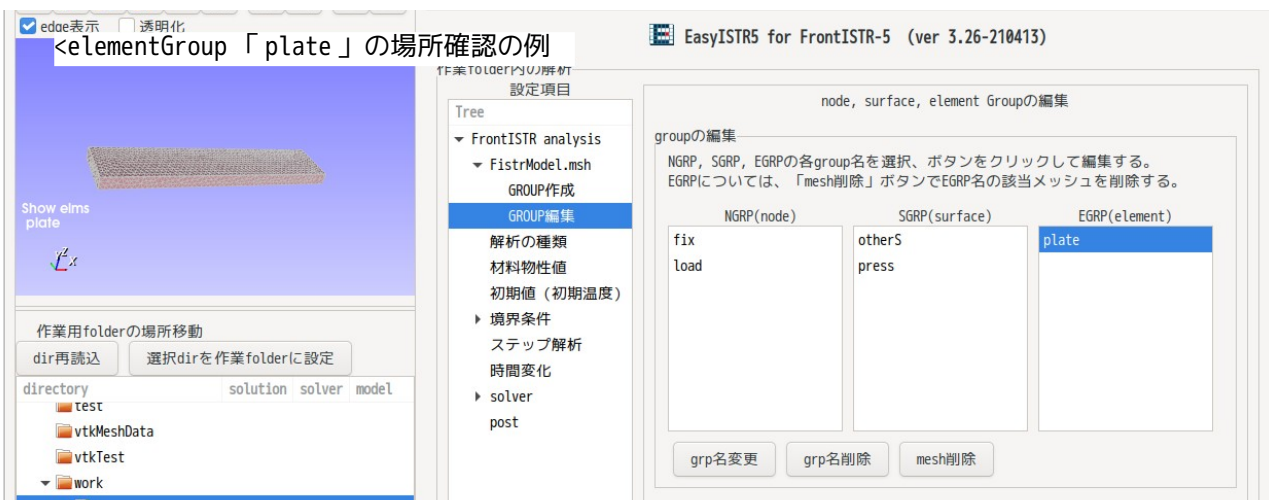 edge表示 透明化
<elementGroup 「plate」の場所確認の例
Show elms
plate
Z
x
作業用folderの場所移動
dir再読込 選択dirを作業folderに設定
directory solution solver model
test
vtkMeshData
vtkTest
work
EasyISTR5 for FrontISTR-5 (ver 3.26-210413)
作業folder内の解析
設定項目
Tree
FrontISTR analysis
FistrModel.msh
GROUP作成
GROUP編集
解析の種類
材料物性値
初期値 (初期温度)
境界条件
ステップ解析
時間変化
solver
post
node, surface, element Groupの編集
groupの編集
NGRP, SGRP, EGRPの各group名を選択、ボタンをクリックして編集する。
EGRPについては、「mesh削除」ボタンでEGRP名の該当メッシュを削除する。
NGRP(node) SGRP(surface) EGRP(element)
fix otherS plate
load press
grp名変更 grp名削除 mesh削除